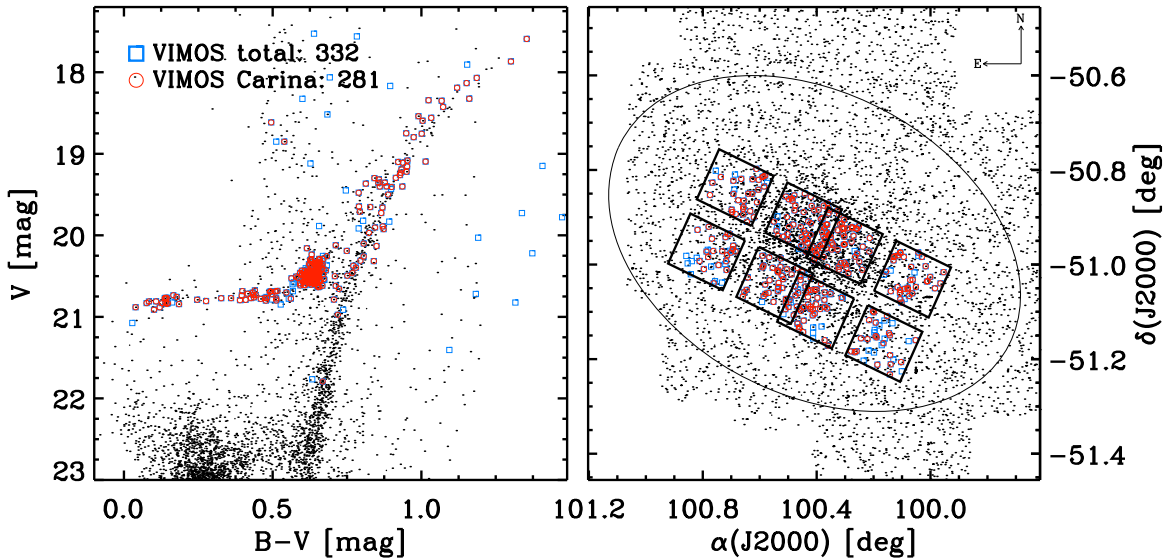 VIMOS total: 332
VIMOS Carina: 281
18
19
20
21
22
23
V [mag]
0.0
0.5
1.0
B-V [mag]
N
E
-50.6
-50.8
-51.0
-51.2
-51.4
δ(J2000) [deg]
101.2
100.8
100.4
100.0
α(J2000) [deg]